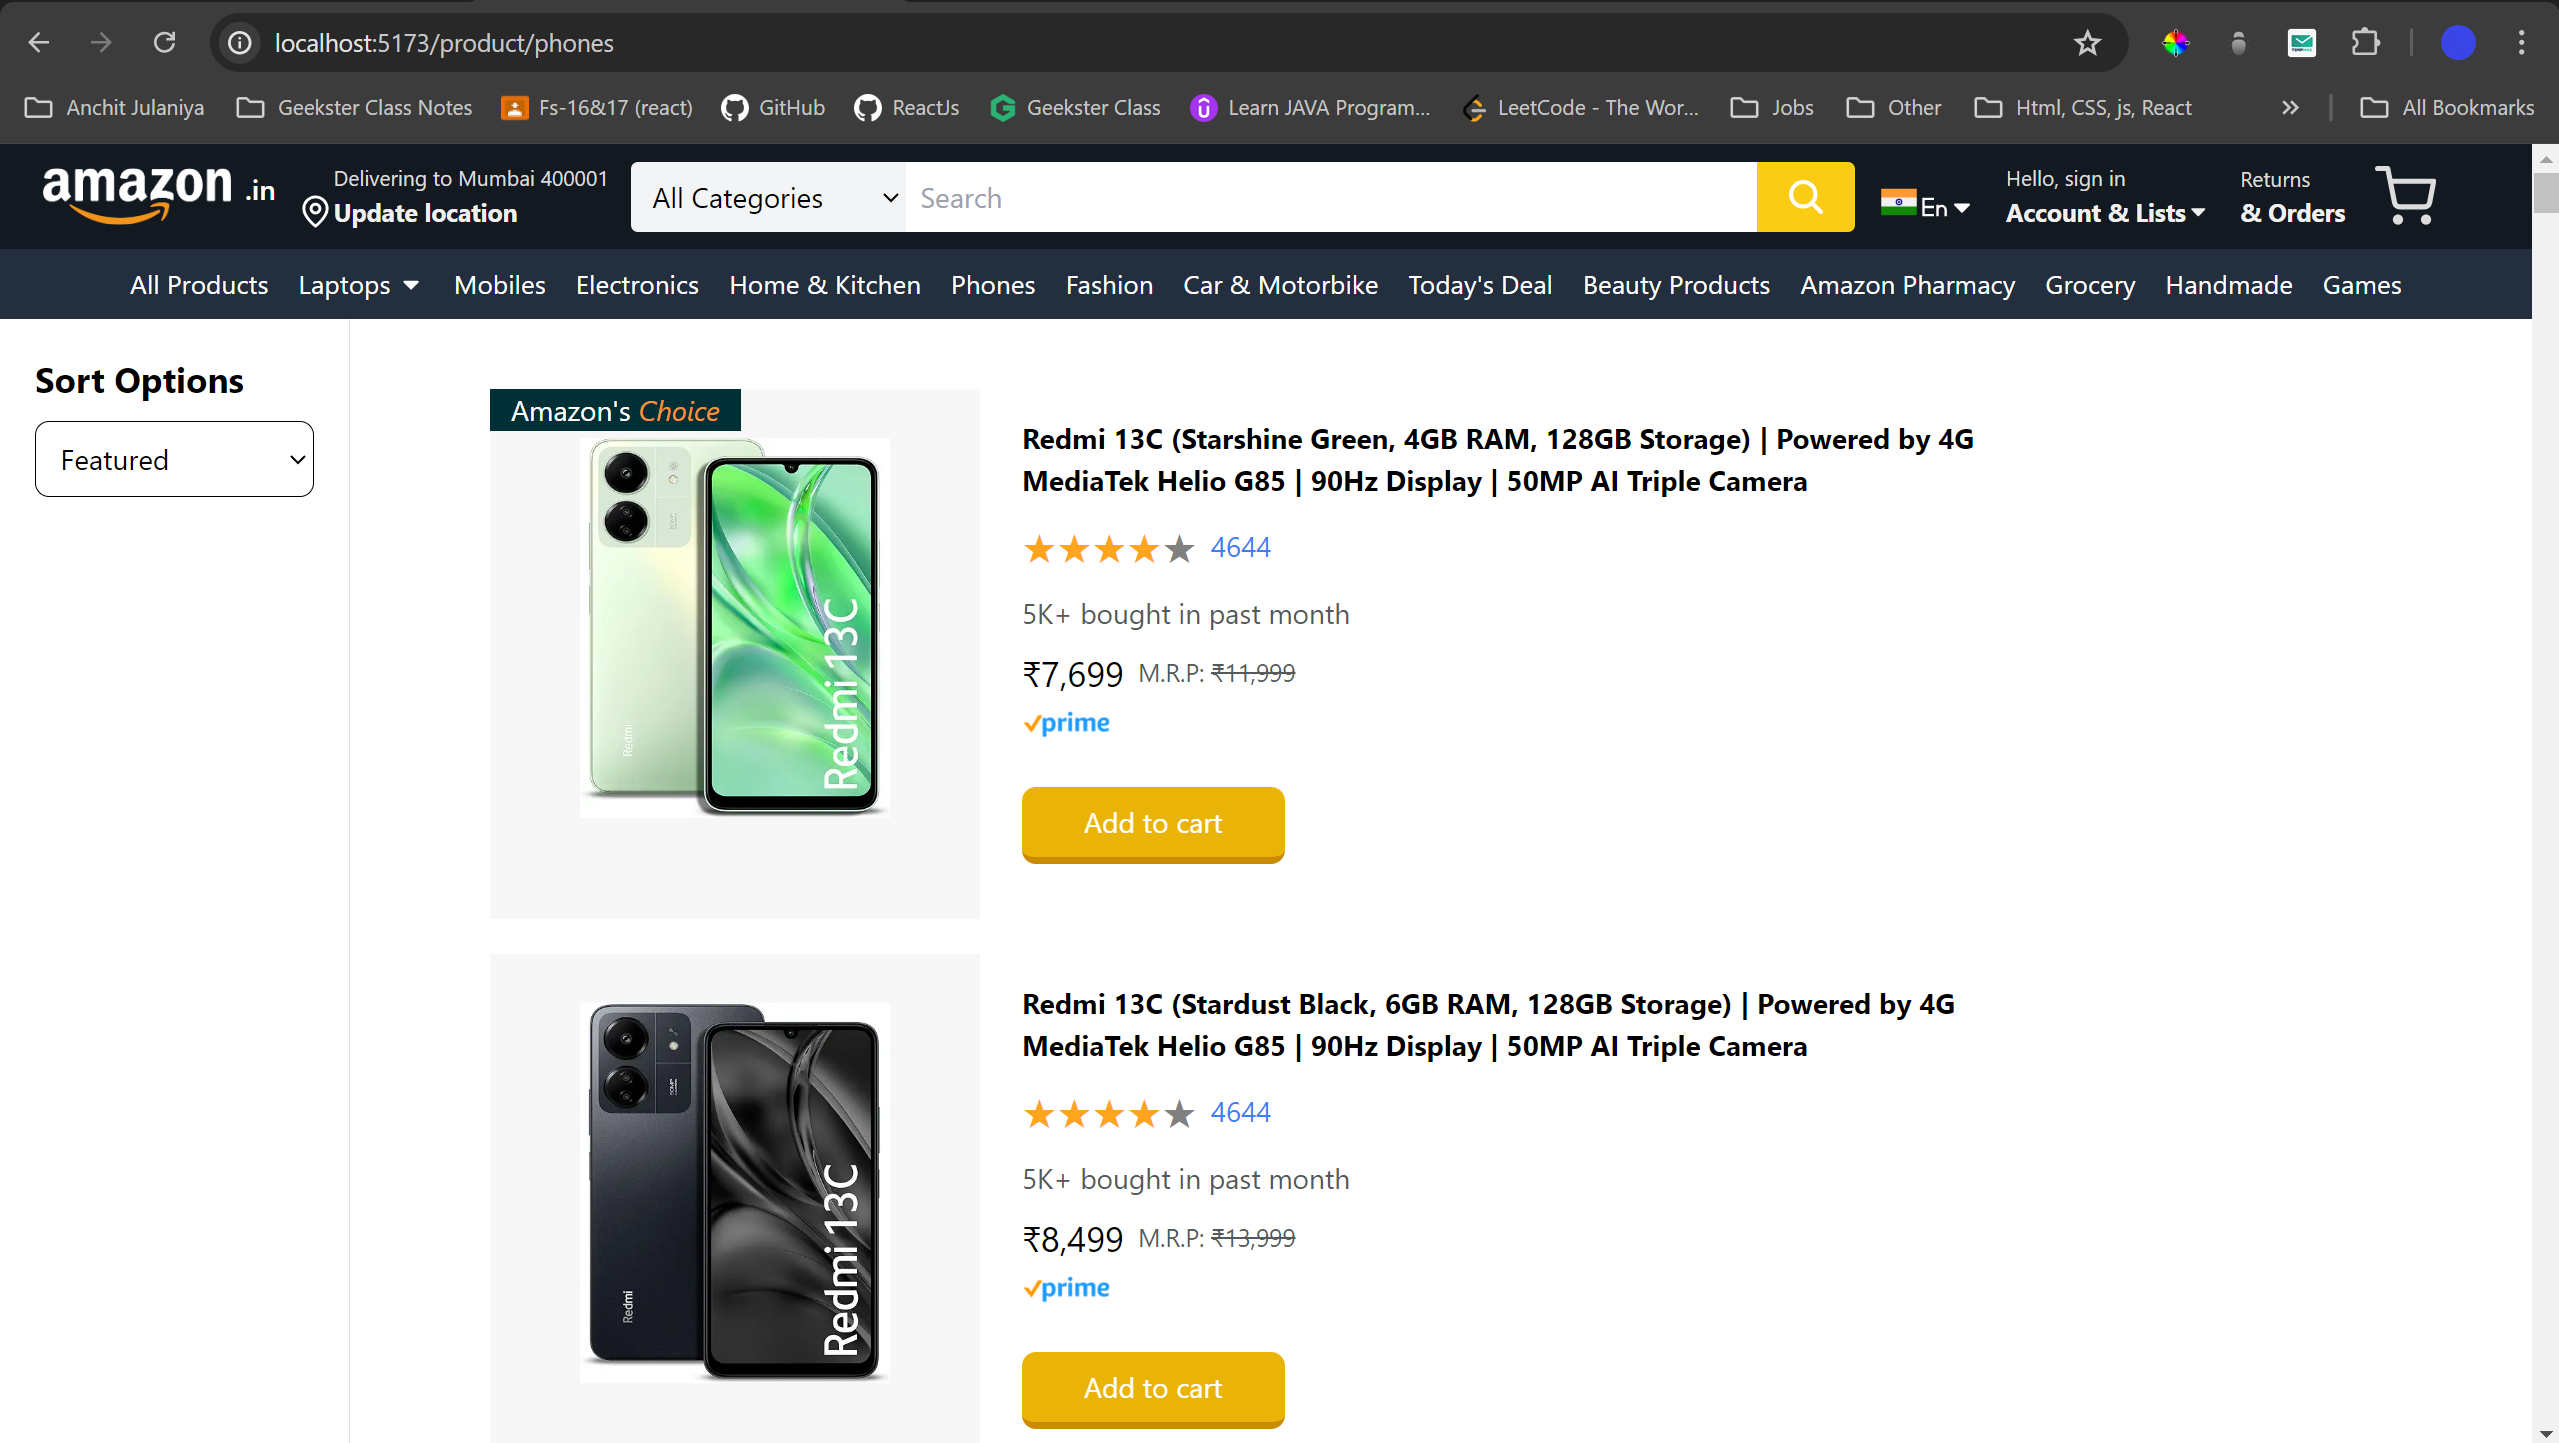 localhost:5173/product/phones
Anchit Julaniya
Geekster Class Notes
Fs-16&17 (react)
GitHub
ReactJs
Geekster Class
Learn JAVA Program...
LeetCode - The Wor...
Jobs
Other
Html, CSS, js, React
All Bookmarks
amazon .in
Delivering to Mumbai 400001
Update location
All Categories
Search
En
Hello, sign in
Account & Lists
Returns
& Orders
All Products
Laptops
Mobiles
Electronics
Home & Kitchen
Phones
Fashion
Car & Motorbike
Today's Deal
Beauty Products
Amazon Pharmacy
Grocery
Handmade
Games
Sort Options
Featured
Amazon's Choice
Redmi
Redmi 13C
Redmi 13C (Starshine Green, 4GB RAM, 128GB Storage) | Powered by 4G
MediaTek Helio G85 | 90Hz Display | 50MP AI Triple Camera
4644
5K+ bought in past month
₹7,699 M.R.P: ₹11,999
prime
Add to cart
Redmi
Redmi 13C
Redmi 13C (Stardust Black, 6GB RAM, 128GB Storage) | Powered by 4G
MediaTek Helio G85 | 90Hz Display | 50MP AI Triple Camera
4644
5K+ bought in past month
₹8,499 M.R.P: ₹13,999
prime
Add to cart